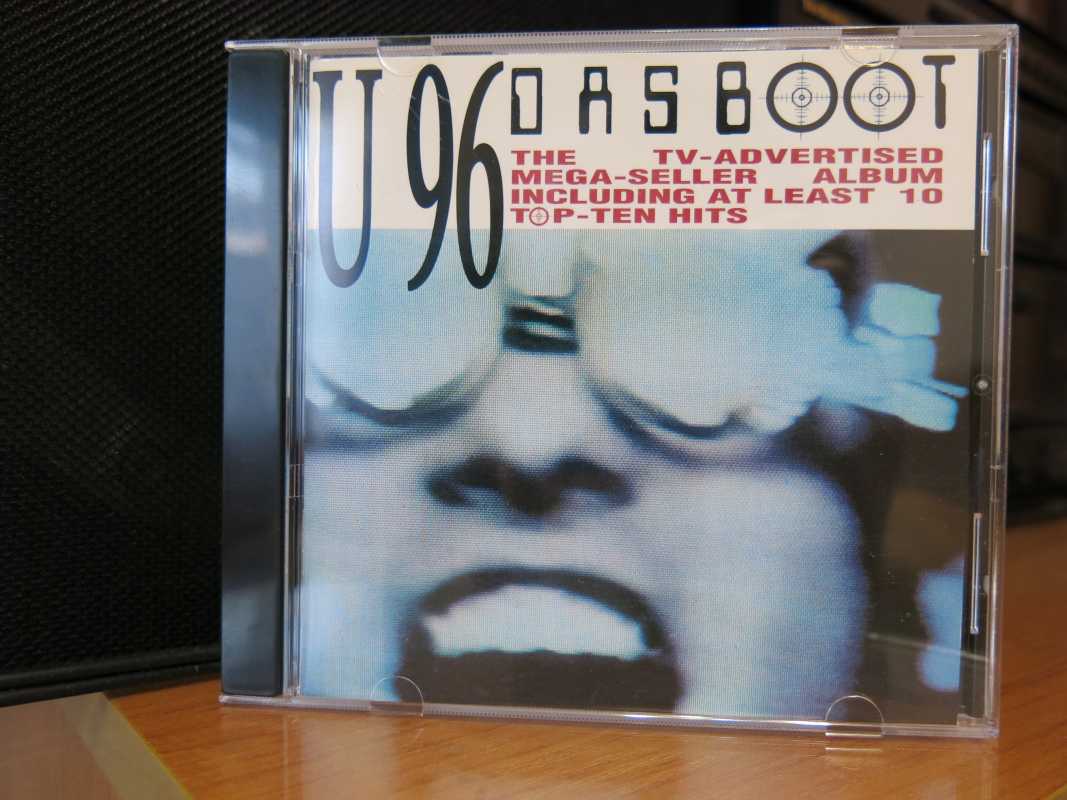 U 96 DAS BOOT
THE TV-ADVERTISED
MEGA-SELLER ALBUM
INCLUDING AT LEAST 10
TOP-TEN HITS